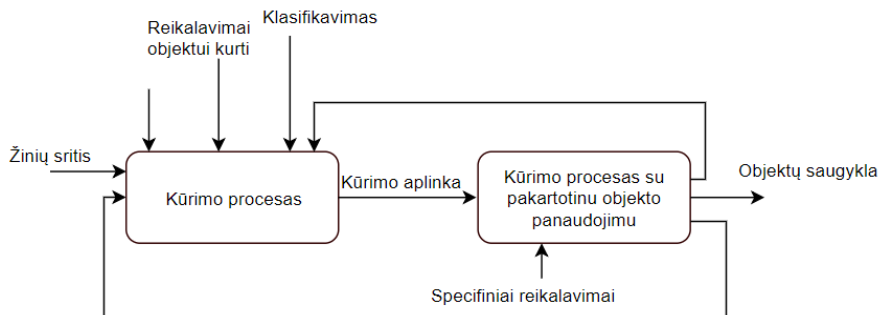 Klasifikavimas
Reikalavimai
objektui kurti
Žinių sritis
Kūrimo procesas
Kūrimo aplinka
Kūrimo procesas su
pakartotinu objekto
panaudojimu
Objektų saugykla
Specifiniai reikalavimai